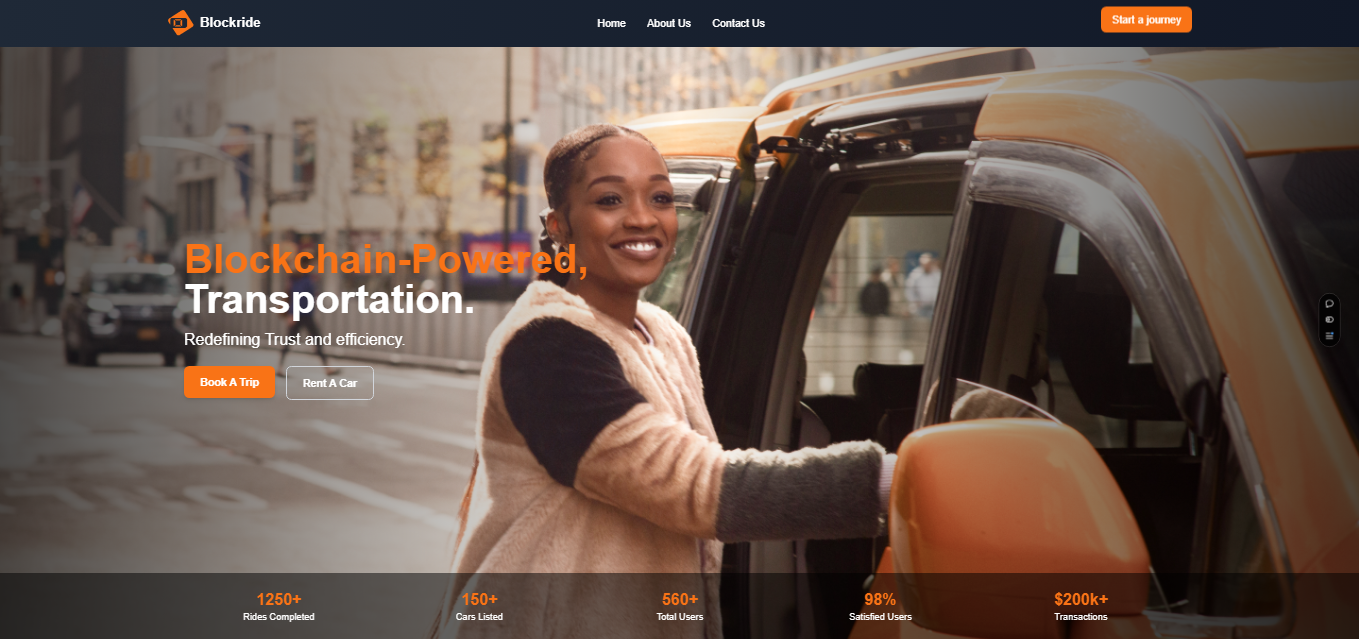 Blockride
Home
About Us
Contact Us
Start a journey
Blockchain-Powered,
Transportation.
Redefining Trust and efficiency.
Book A Trip
Rent A Car
1250+
Rides Completed
150+
Cars Listed
560+
Total Users
98%
Satisfied Users
$200k+
Transactions